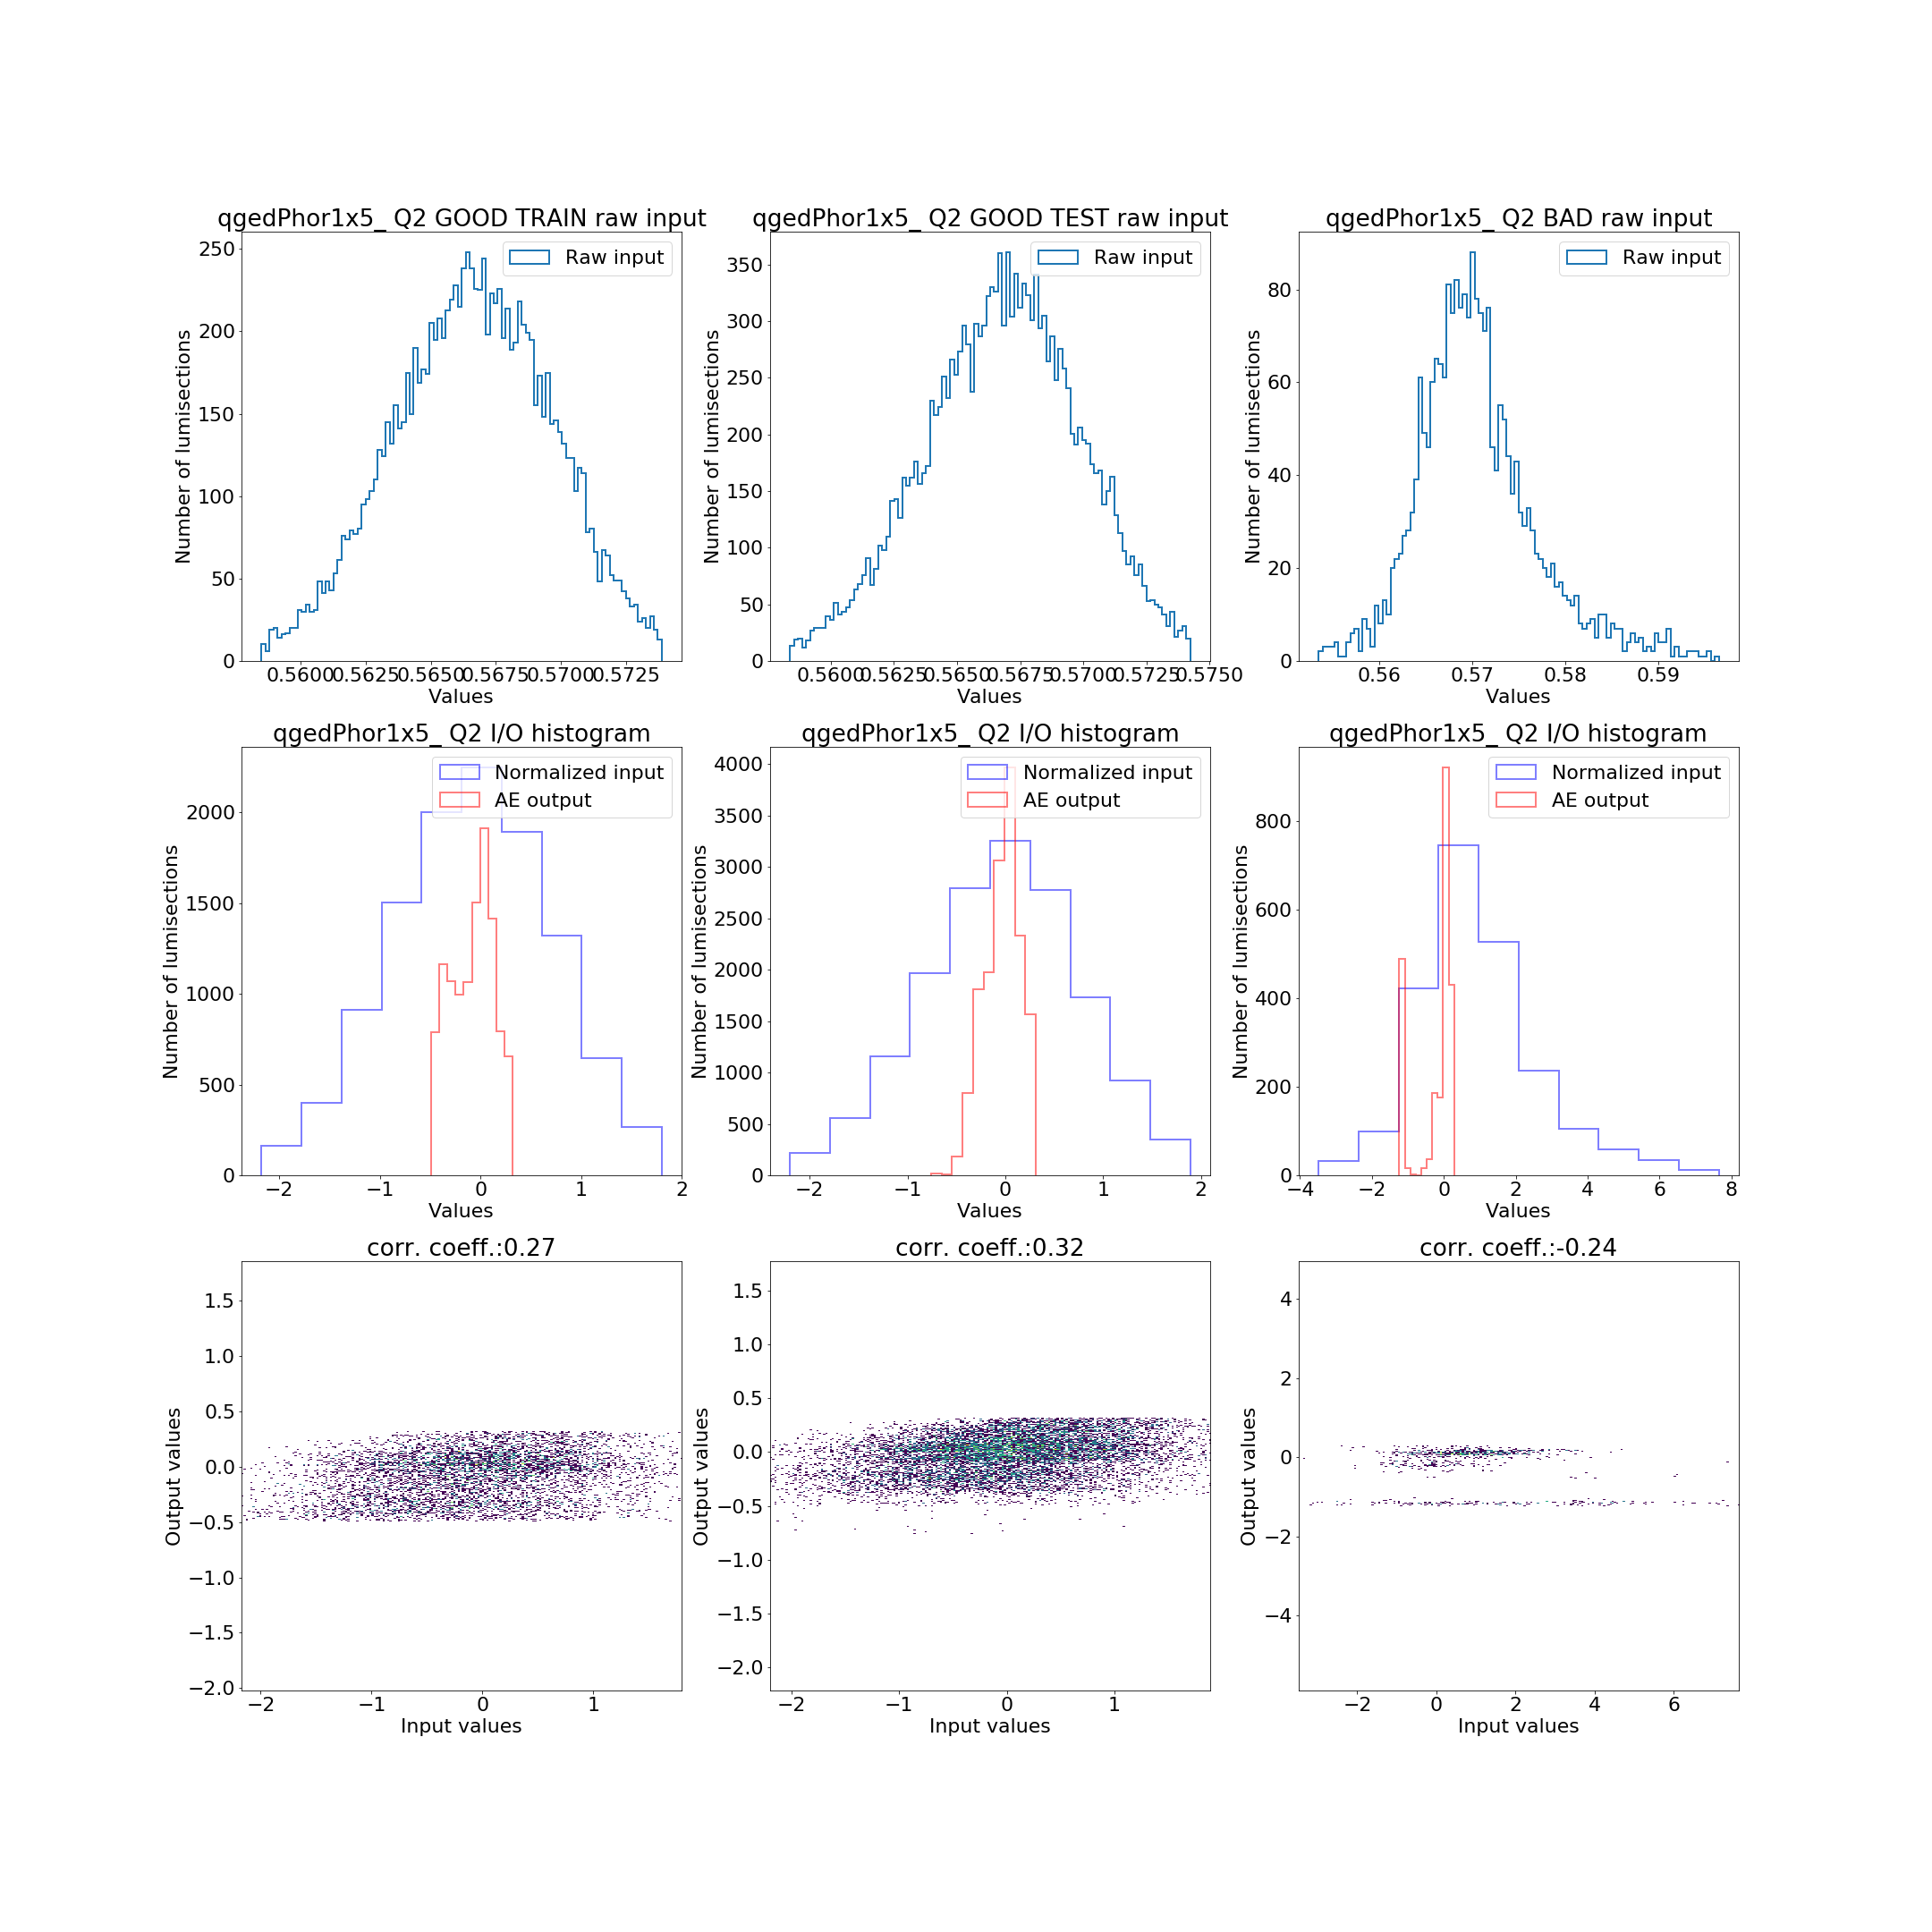 qgedPhor1x5_ Q2 GOOD TRAIN raw input
Raw input
Number of lumisections
250
200
150
100
50
0
0.5600 0.5625 0.5650 0.5675 0.5700 0.5725
Values
qgedPhor1x5_ Q2 GOOD TEST raw input
Raw input
Number of lumisections
350
300
250
200
150
100
50
0
0.5600 0.5625 0.5650 0.5675 0.5700 0.5725 0.5750
Values
qgedPhor1x5_ Q2 BAD raw input
Raw input
Number of lumisections
80
60
40
20
0
0.56 0.57 0.58 0.59
Values
qgedPhor1x5_ Q2 I/O histogram
Normalized input
AE output
Number of lumisections
2000
1500
1000
500
0
−2 −1 0 1 2
Values
qgedPhor1x5_ Q2 I/O histogram
Normalized input
AE output
Number of lumisections
4000
3500
3000
2500
2000
1500
1000
500
0
−2 −1 0 1 2
Values
qgedPhor1x5_ Q2 I/O histogram
Normalized input
AE output
Number of lumisections
800
600
400
200
0
−4 −2 0 2 4 6 8
Values
corr. coeff.:0.27
Output values
1.5
1.0
0.5
0.0
−0.5
−1.0
−1.5
−2.0
−2 −1 0 1
Input values
corr. coeff.:0.32
Output values
1.5
1.0
0.5
0.0
−0.5
−1.0
−1.5
−2.0
−2 −1 0 1
Input values
corr. coeff.:-0.24
Output values
4
2
0
−2
−4
−2 0 2 4 6
Input values